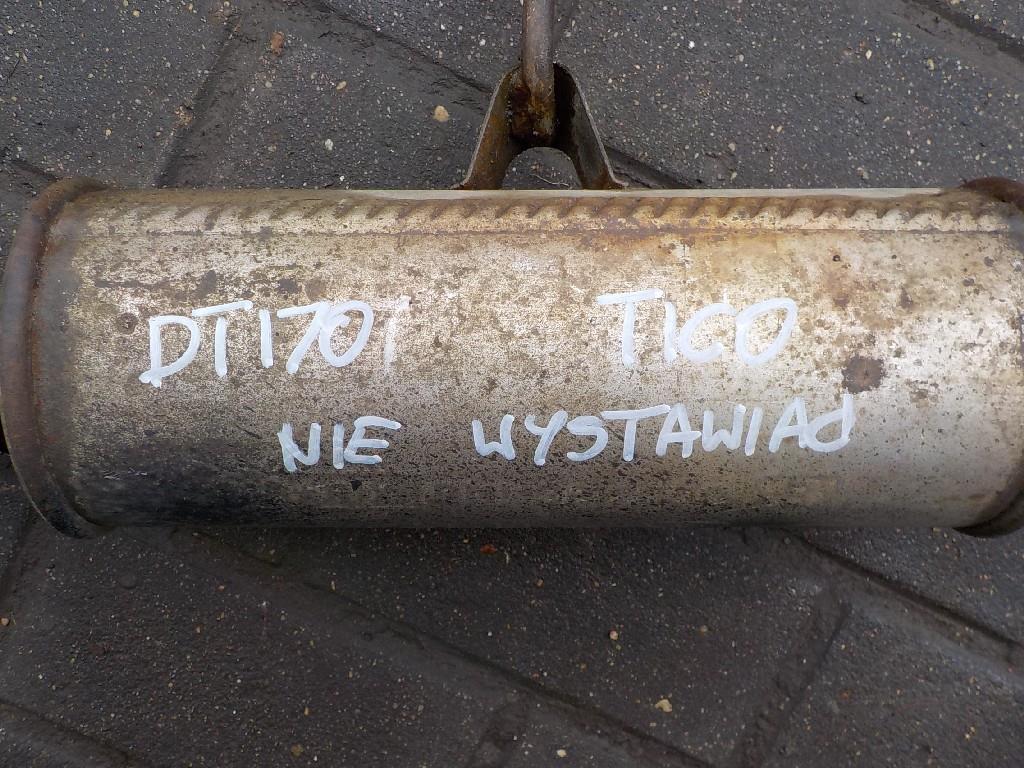 DT1701 TICO
NIE WYSTAWIAĆ